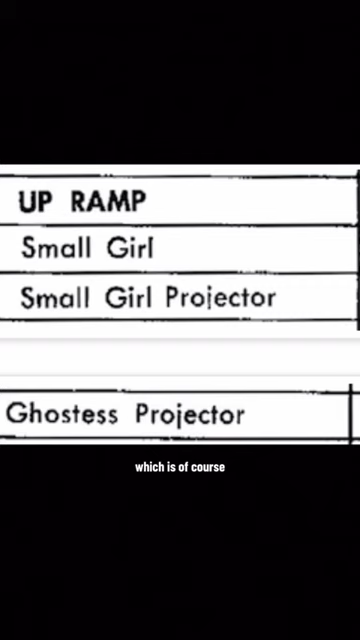 UP RAMP
Small Girl
Small Girl Projector
Ghostess Projector
which is of course